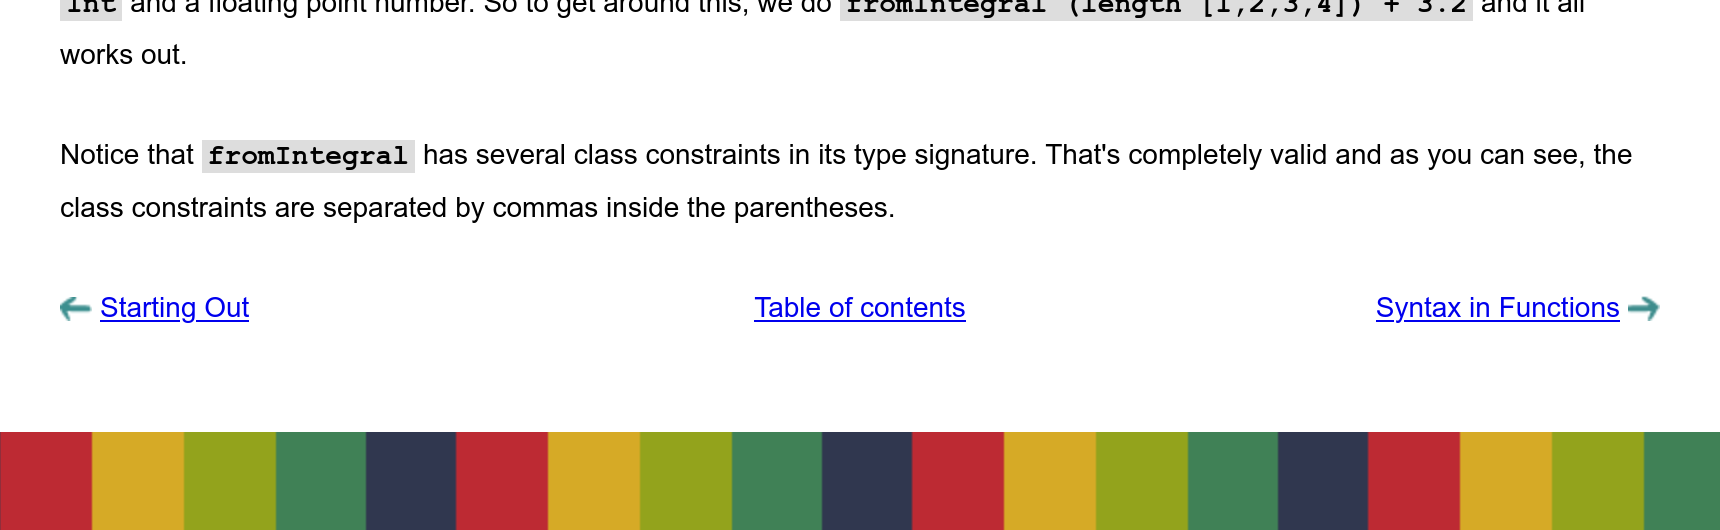 Int and a floating point number. So to get around this, we do fromIntegral (length [1,2,3,4]) + 3.2 and it all
works out.
Notice that fromIntegral has several class constraints in its type signature. That's completely valid and as you can see, the
class constraints are separated by commas inside the parentheses.
Starting Out
Table of contents
Syntax in Functions